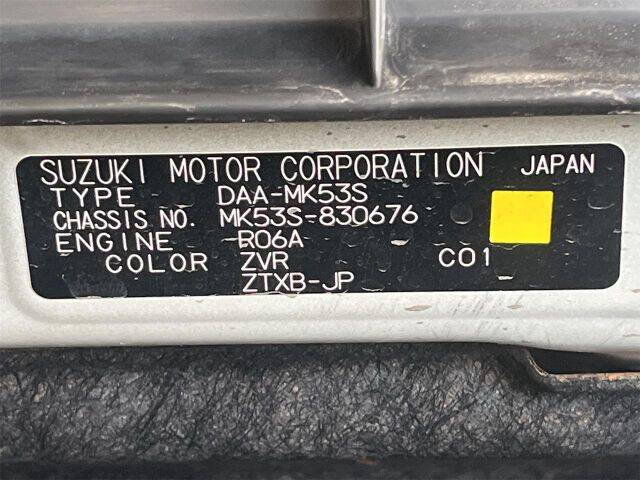 SUZUKI MOTOR CORPORATION JAPAN
TYPE DAA-MK53S
CHASSIS NO. MK53S-830676
ENGINE R06A
COLOR ZVR C01
ZTXB-JP